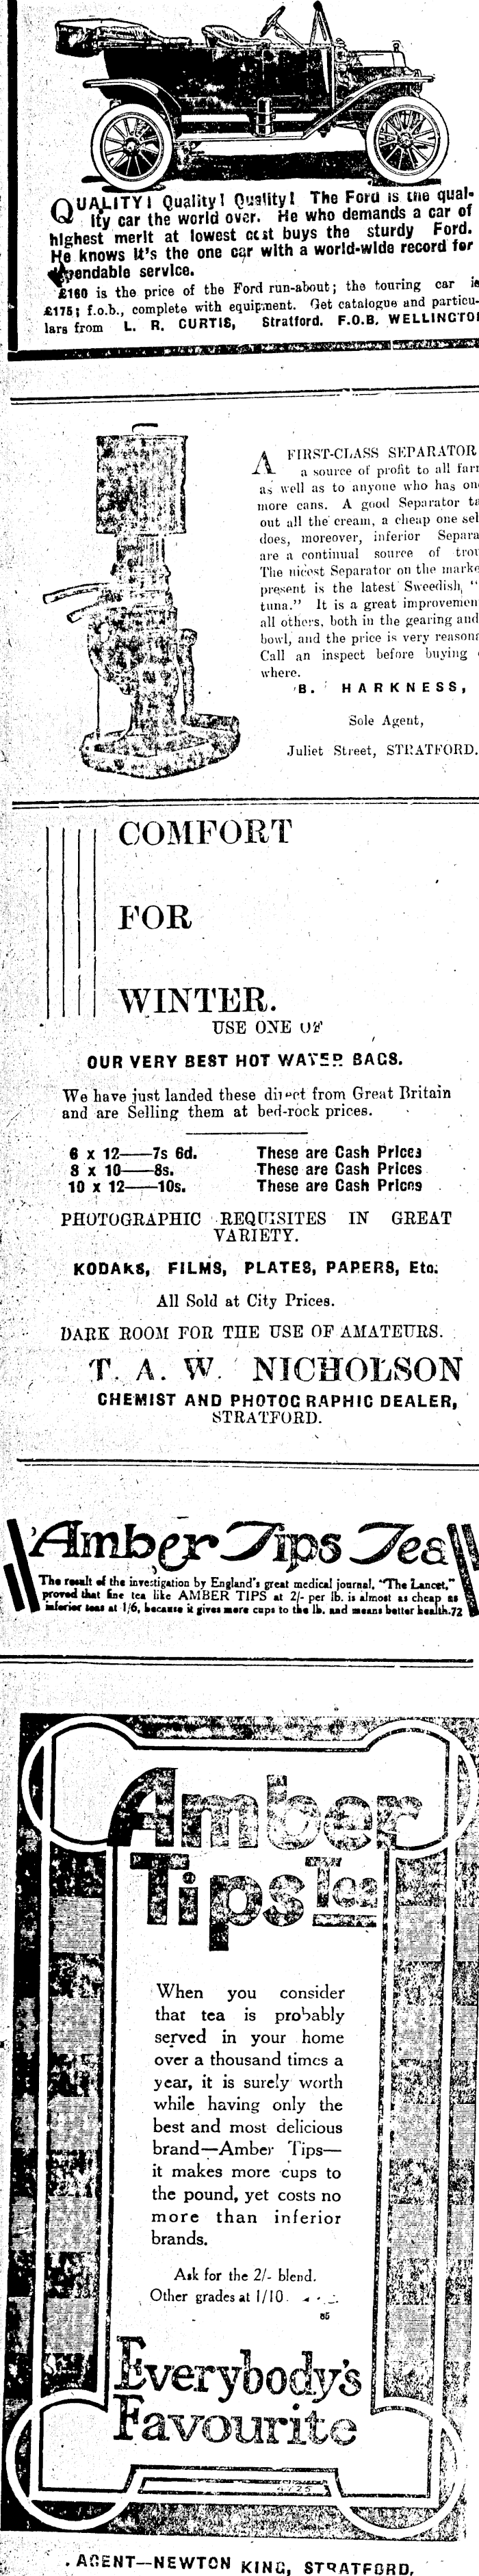 QUALITY! Quality! Quality! The Ford is the qual-
ity car the world over. He who demands a car of
highest merit at lowest cost buys the sturdy Ford.
He knows it's the one car with a world-wide record for
service.
£160 is the price of the Ford run-about; the touring car is
£175; f.o.b., complete with equipment. Get catalogue and particu-
lars from L. R. CURTIS, Stratford. F.O.B. WELLINGTO
A FIRST-CLASS SEPARATOR
a source of profit to all far
as well as to anyone who has on
more cans. A good Separator t
out all the cream, a cheap one sel
does, moreover, inferior Separa
are a continual source of trou
The nicest Separator on the marke
present is the latest Sweedish, "
tuna." It is a great improvemen
all others, both in the gearing and
bowl, and the price is very reason
Call an inspect before buying
where.
B. HARKNESS,
Sole Agent,
Juliet Street, STRATFORD.
COMFORT
FOR
WINTER.
USE ONE OF
OUR VERY BEST HOT WATER BAGS.
We have just landed these direct from Great Britain
and are Selling them at bed-rock prices.
6 x 12——7s 6d. These are Cash Prices
8 x 10——8s. These are Cash Prices
10 x 12——10s. These are Cash Prices
PHOTOGRAPHIC REQUISITES IN GREAT
VARIETY.
KODAKS, FILMS, PLATES, PAPERS, Etc.
All Sold at City Prices.
DARK ROOM FOR THE USE OF AMATEURS.
T. A. W. NICHOLSON
CHEMIST AND PHOTOGRAPHIC DEALER,
STRATFORD.
Amber Tips Tea
The result of the investigation by England's great medical journal, "The Lancet,"
proved that fine tea like AMBER TIPS at 2/- per lb. is almost as cheap as
inferior teas at 1/6, because it gives more cups to the lb. and means better health.72
Amber
Tips Tea
When you consider
that tea is probably
served in your home
over a thousand times a
year, it is surely worth
while having only the
best and most delicious
brand—Amber Tips—
it makes more cups to
the pound, yet costs no
more than inferior
brands.
Ask for the 2/- blend.
Other grades at 1/10
85
Everybody's
Favourite
AGENT—NEWTON KING, STRATFORD.